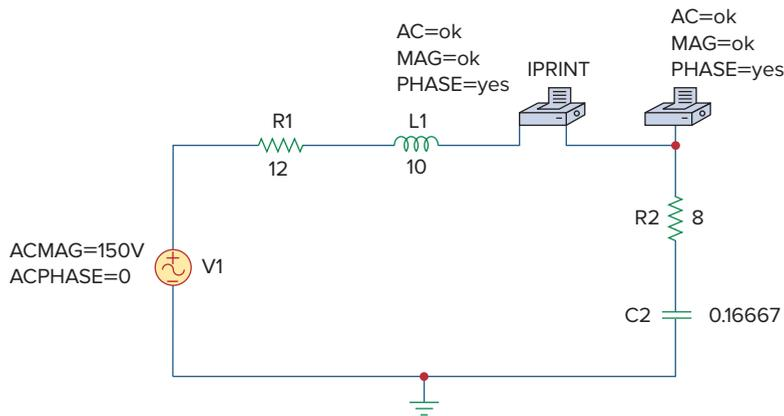 AC=ok
MAG=ok
PHASE=yes
IPRINT
AC=ok
MAG=ok
PHASE=yes
R1
12
L1
10
R2
8
ACMAG=150V
ACPHASE=0
V1
C2
0.16667